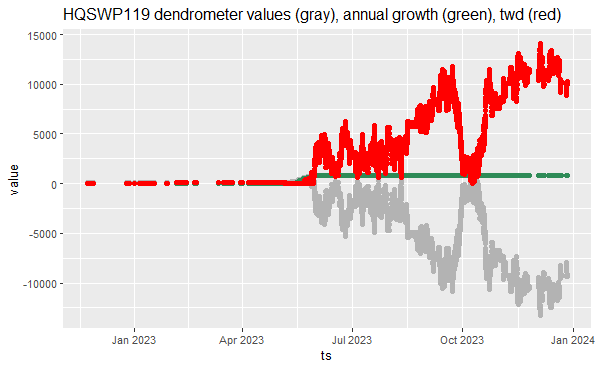 HQSWP119 dendrometer values (gray), annual growth (green), twd (red)
15000
10000
5000
0
-5000
-10000
value
Jan 2023 Apr 2023 Jul 2023 Oct 2023 Jan 2024
ts